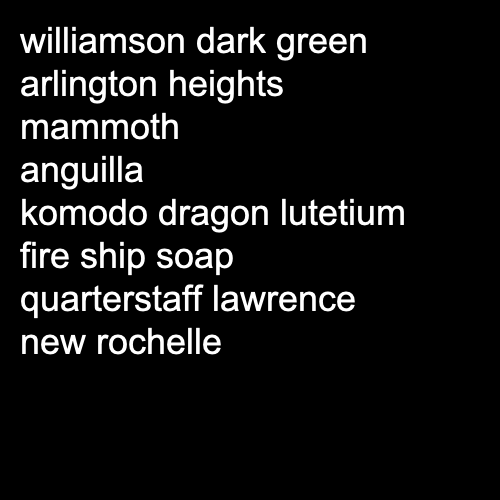 williamson dark green
arlington heights
mammoth
anguilla
komodo dragon lutetium
fire ship soap
quarterstaff lawrence
new rochelle